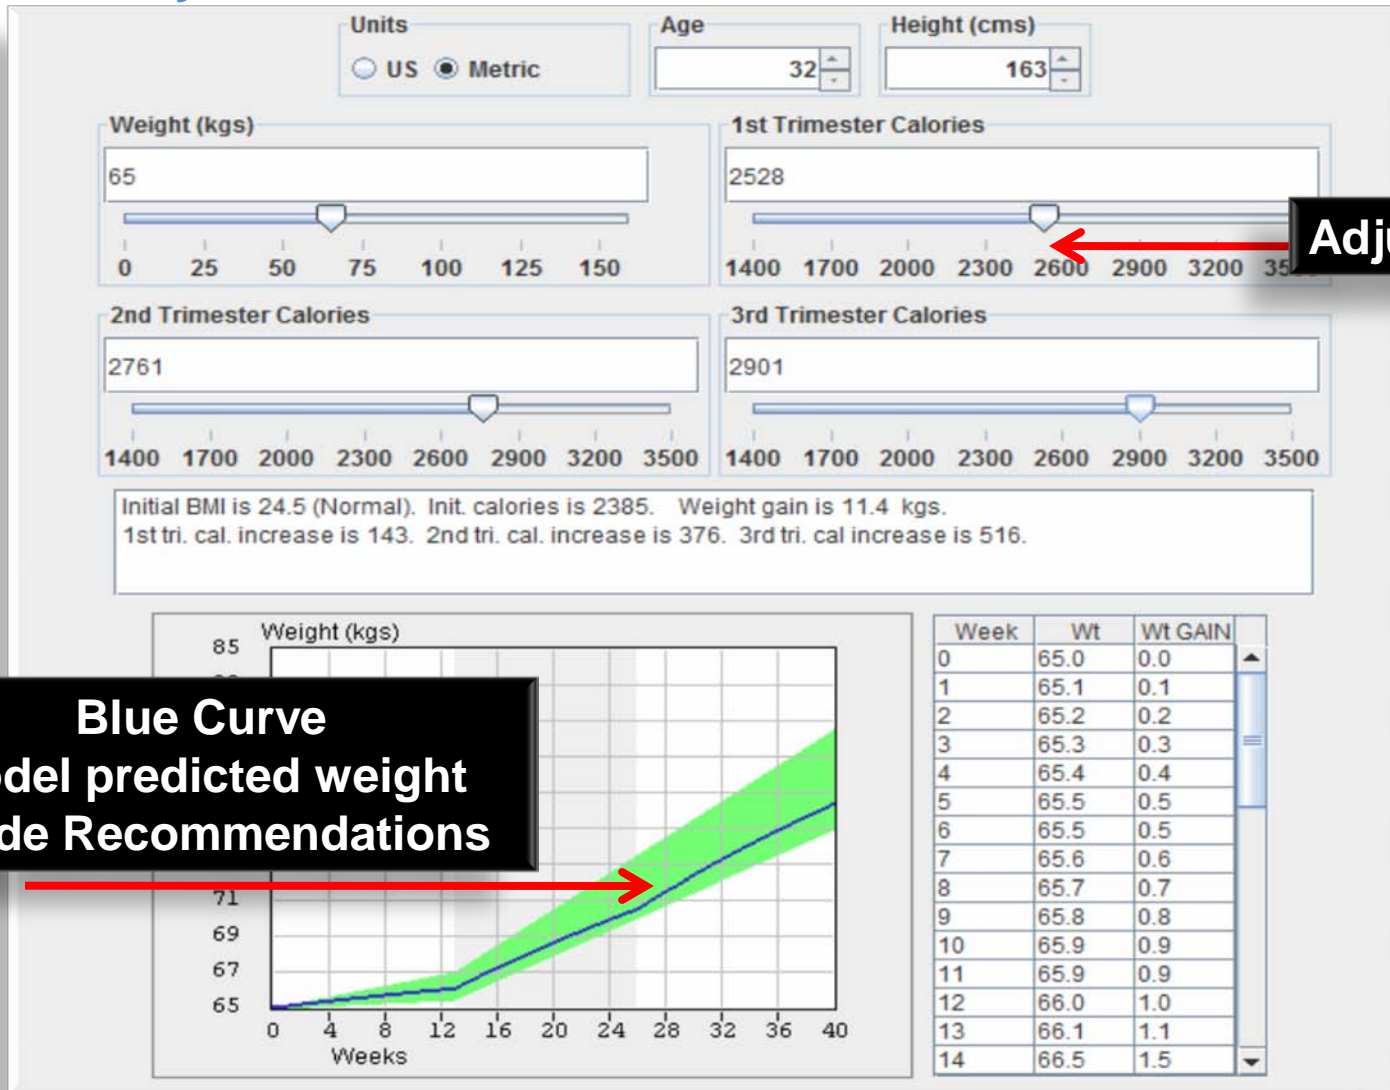 Units
US Metric
Age
32
Height (cms)
163
Weight (kgs)
65
0 25 50 75 100 125 150
1st Trimester Calories
2528
1400 1700 2000 2300 2600 2900 3200
Adju
2nd Trimester Calories
2761
1400 1700 2000 2300 2600 2900 3200 3500
3rd Trimester Calories
2901
1400 1700 2000 2300 2600 2900 3200 3500
Initial BMI is 24.5 (Normal). Init. calories is 2385. Weight gain is 11.4 kgs.
1st tri. cal. increase is 143. 2nd tri. cal. increase is 376. 3rd tri. cal increase is 516.
Weight (kgs)
85
Blue Curve
odel predicted weight
de Recommendations
71
69
67
65
0 4 8 12 16 20 24 28 32 36 40
Weeks
Week Wt Wt GAIN
0 65.0 0.0
1 65.1 0.1
2 65.2 0.2
3 65.3 0.3
4 65.4 0.4
5 65.5 0.5
6 65.5 0.5
7 65.6 0.6
8 65.7 0.7
9 65.8 0.8
10 65.9 0.9
11 65.9 0.9
12 66.0 1.0
13 66.1 1.1
14 66.5 1.5